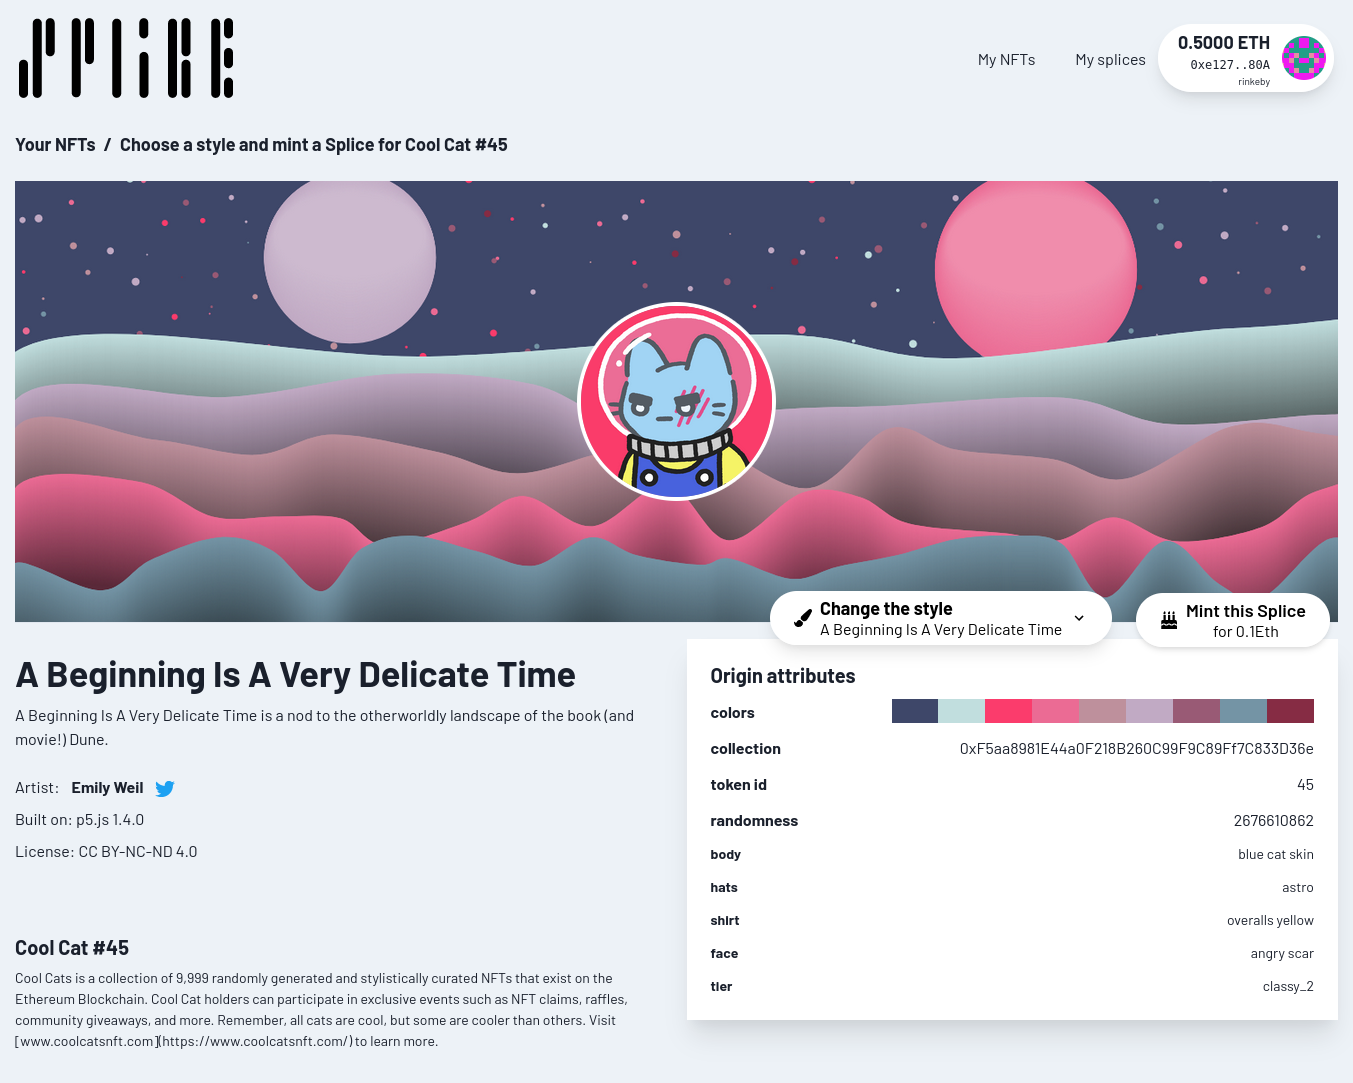 SPLICE
My NFTs
My splices
0.5000 ETH
0xe127..80A
rinkeby
Your NFTs / Choose a style and mint a Splice for Cool Cat #45
Change the style
A Beginning Is A Very Delicate Time
Mint this Splice
for 0.1Eth
A Beginning Is A Very Delicate Time
A Beginning Is A Very Delicate Time is a nod to the otherworldly landscape of the book (and
movie!) Dune.
Artist: Emily Weil
Built on: p5.js 1.4.0
License: CC BY-NC-ND 4.0
Cool Cat #45
Cool Cats is a collection of 9,999 randomly generated and stylistically curated NFTs that exist on the
Ethereum Blockchain. Cool Cat holders can participate in exclusive events such as NFT claims, raffles,
community giveaways, and more. Remember, all cats are cool, but some are cooler than others. Visit
[www.coolcatsnft.com](https://www.coolcatsnft.com/) to learn more.
Origin attributes
colors
collection 0xF5aa8981E44a0F218B260C99F9C89Ff7C833D36e
token id 45
randomness 2676610862
body blue cat skin
hats astro
shirt overalls yellow
face angry scar
tier classy_2